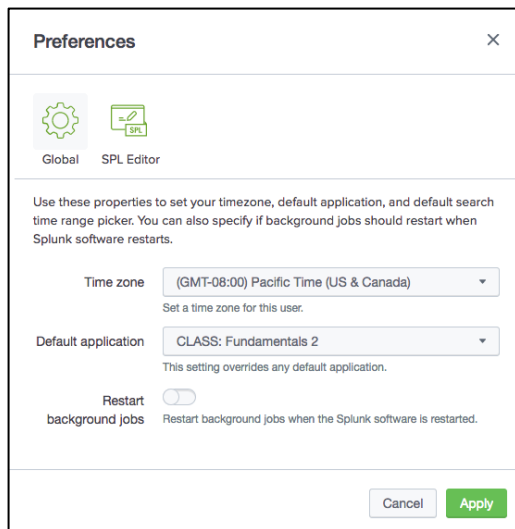 Preferences
SPL
Global SPL Editor
Use these properties to set your timezone, default application, and default search
time range picker. You can also specify if background jobs should restart when
Splunk software restarts.
Time zone (GMT-08:00) Pacific Time (US & Canada)
Set a time zone for this user.
Default application CLASS: Fundamentals 2
This setting overrides any default application.
Restart
background jobs Restart background jobs when the Splunk software is restarted.
Cancel Apply